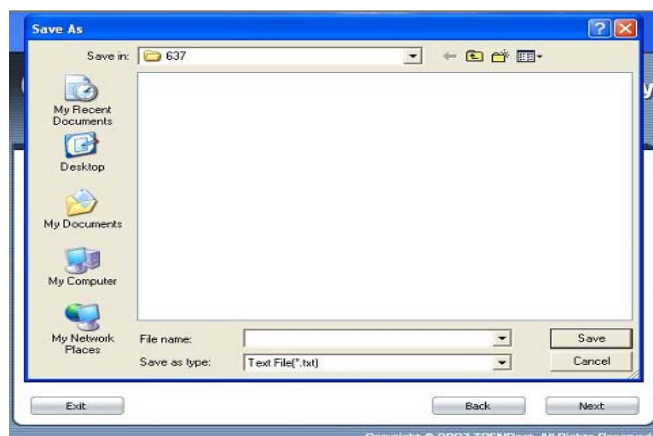 Save As
Save in: 637
My Recent
Documents
Desktop
My Documents
My Computer
My Network
Places
File name:
Save as type: Text File(*.txt)
Save
Cancel
Exit
Back
Next